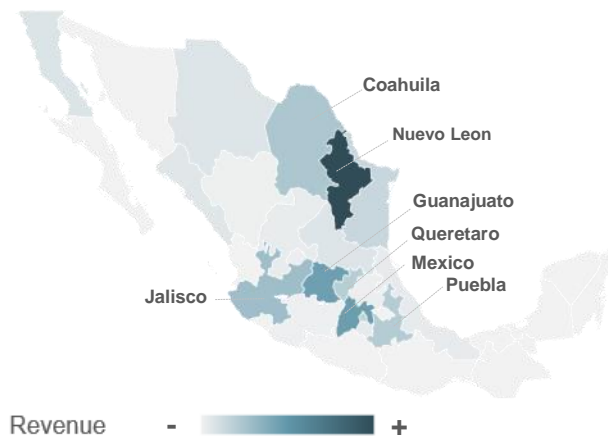 Coahuila
Nuevo Leon
Guanajuato
Queretaro
Mexico
Puebla
Jalisco
Revenue - +